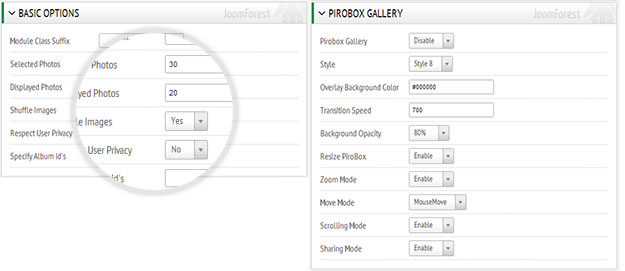 BASIC OPTIONS
JoomForest
Module Class Suffix
Selected Photos
Photos
30
Displayed Photos
yed Photos
20
Shuffle Images
le Images
Yes
Respect User Privacy
User Privacy
No
Specify Album id's
id's
PIROBOX GALLERY
JoomForest
Pirobox Gallery
Disable
Style
Style 8
Overlay Background Color
#000000
Transition Speed
700
Background Opacity
80%
Resize PiroBox
Enable
Zoom Mode
Enable
Move Mode
MouseMove
Scrolling Mode
Enable
Sharing Mode
Enable